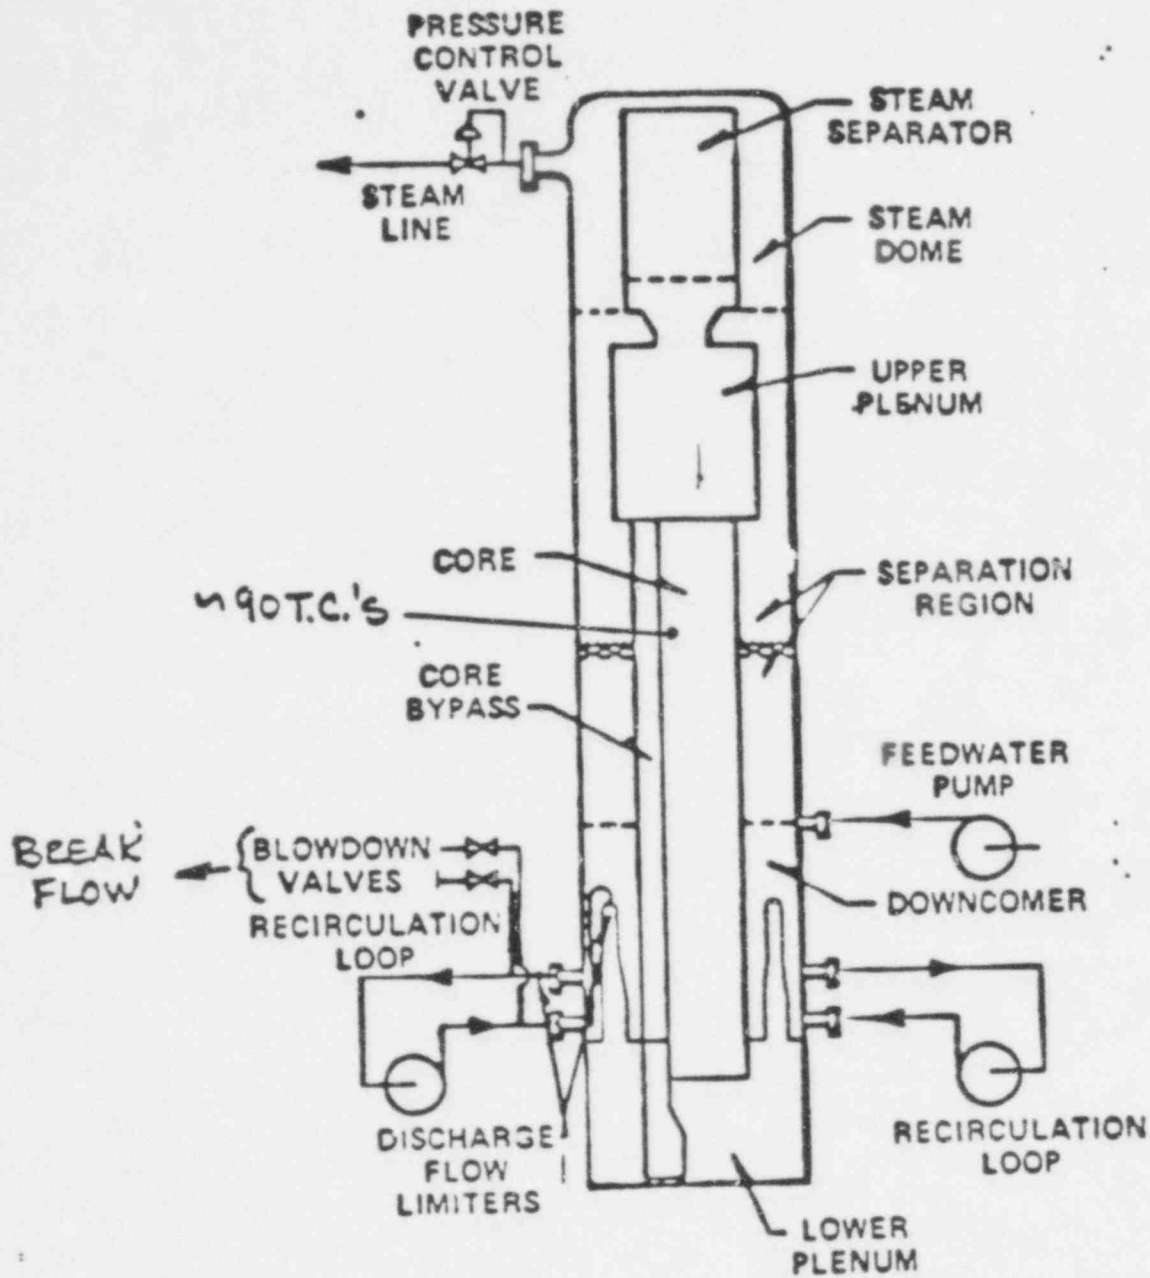 PRESSURE
CONTROL
VALVE
STEAM
SEPARATOR
STEAM
LINE
STEAM
DOME
UPPER
PLENUM
CORE
~90 T.C.'s
SEPARATION
REGION
CORE
BYPASS
FEEDWATER
PUMP
BREAK
FLOW
BLOWDOWN
VALVES
RECIRCULATION
LOOP
DOWNCOMER
DISCHARGE
FLOW
LIMITERS
RECIRCULATION
LOOP
LOWER
PLENUM